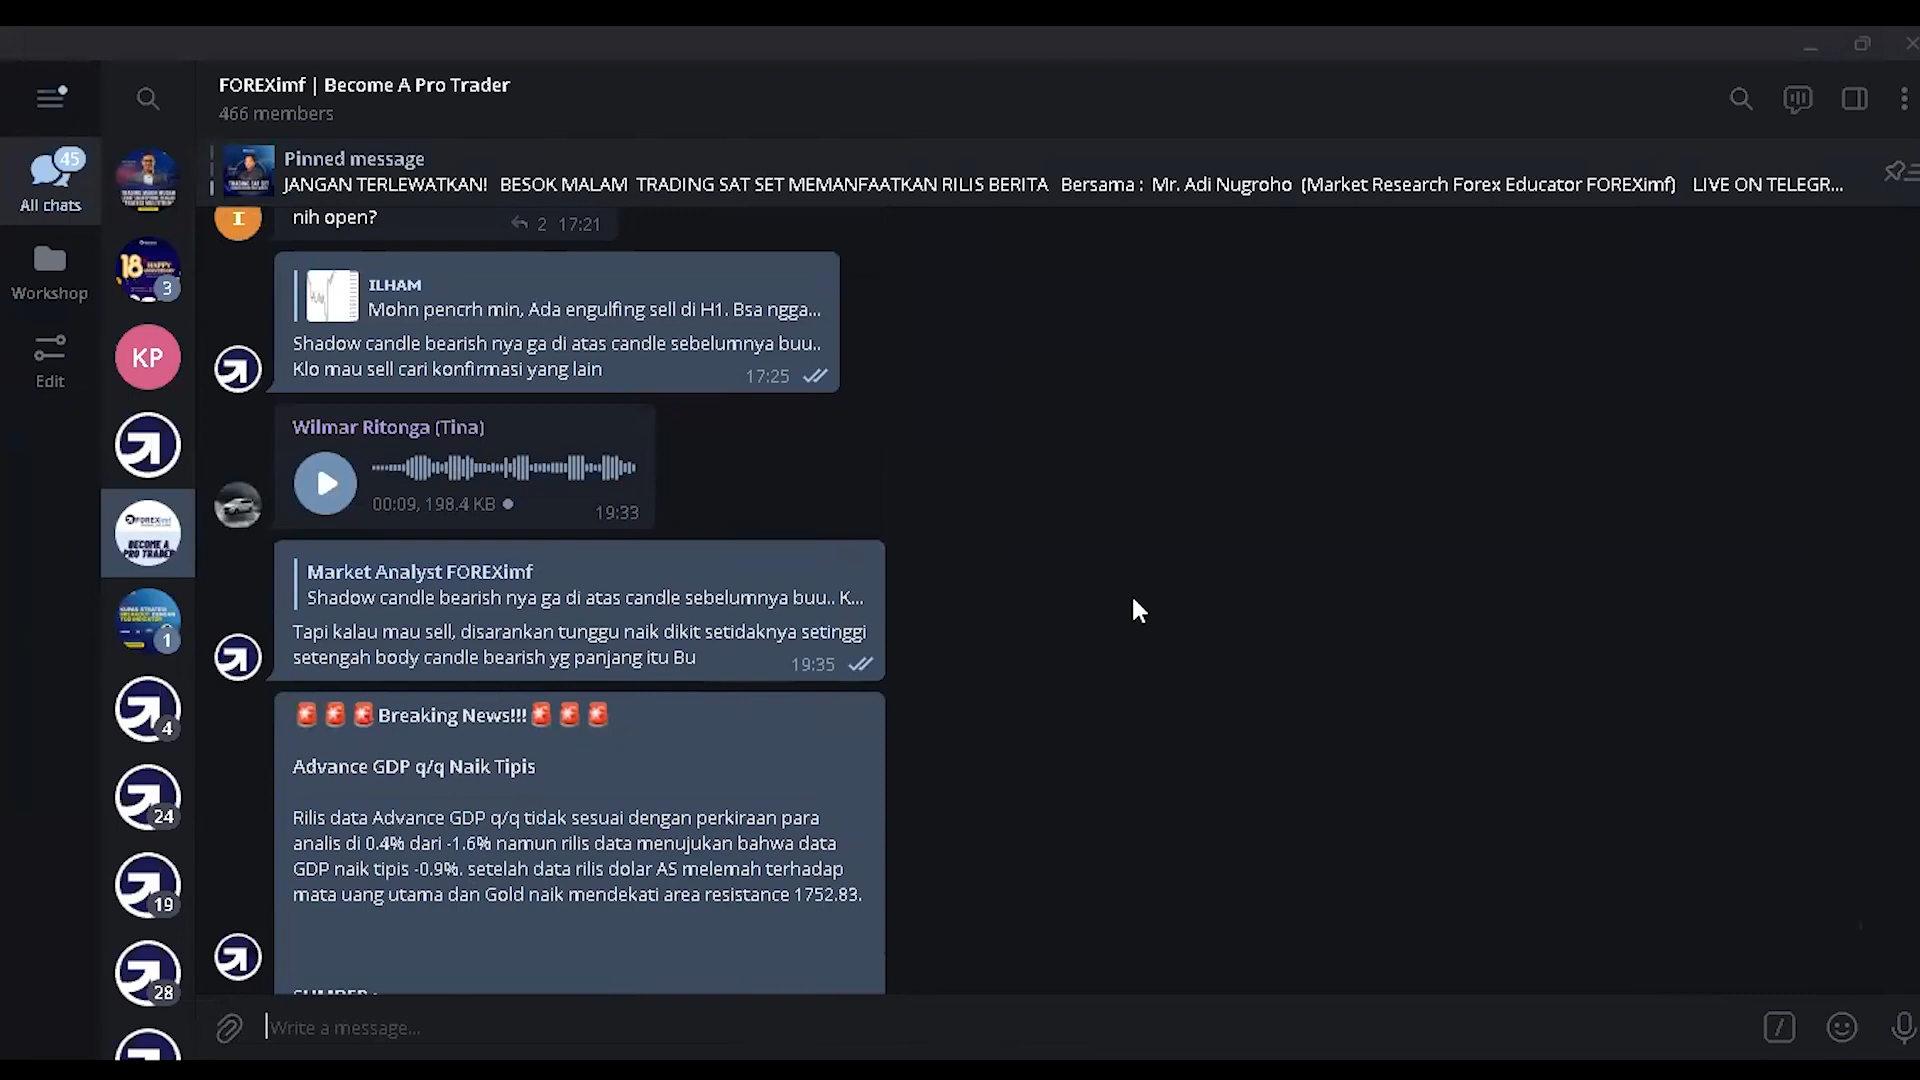 FOREXimf | Become A Pro Trader
466 members
45
All chats
Workshop
Edit
3
KP
FOREXimf
BECOME A
PRO TRADER
1
4
24
19
28
Pinned message
JANGAN TERLEWATKAN! BESOK MALAM TRADING SAT SET MEMANFAATKAN RILIS BERITA Bersama : Mr. Adi Nugroho (Market Research Forex Educator FOREXimf) LIVE ON TELEGR...
I
nih open?
2 17:21
ILHAM
Mohn pencrh min, Ada engulfing sell di H1. Bsa ngga...
Shadow candle bearish nya ga di atas candle sebelumnya buu..
Klo mau sell cari konfirmasi yang lain
17:25
Wilmar Ritonga (Tina)
00:09, 198.4 KB
19:33
Market Analyst FOREXimf
Shadow candle bearish nya ga di atas candle sebelumnya buu.. K...
Tapi kalau mau sell, disarankan tunggu naik dikit setidaknya setinggi
setengah body candle bearish yg panjang itu Bu
19:35
Breaking News!!!
Advance GDP q/q Naik Tipis
Rilis data Advance GDP q/q tidak sesuai dengan perkiraan para
analis di 0.4% dari -1.6% namun rilis data menujukan bahwa data
GDP naik tipis -0.9%. setelah data rilis dolar AS melemah terhadap
mata uang utama dan Gold naik mendekati area resistance 1752.83.
SUMBER :
Write a message...